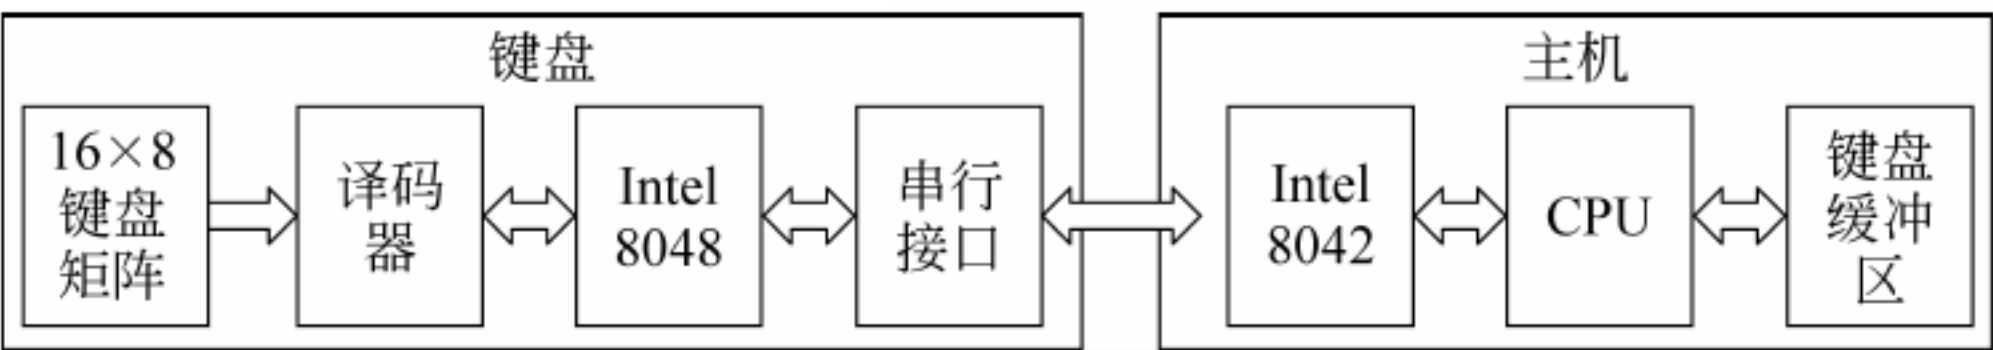 键盘
主机
16×8
键盘
矩阵
译码
器
Intel
8048
串行
接口
Intel
8042
CPU
键盘
缓冲
区